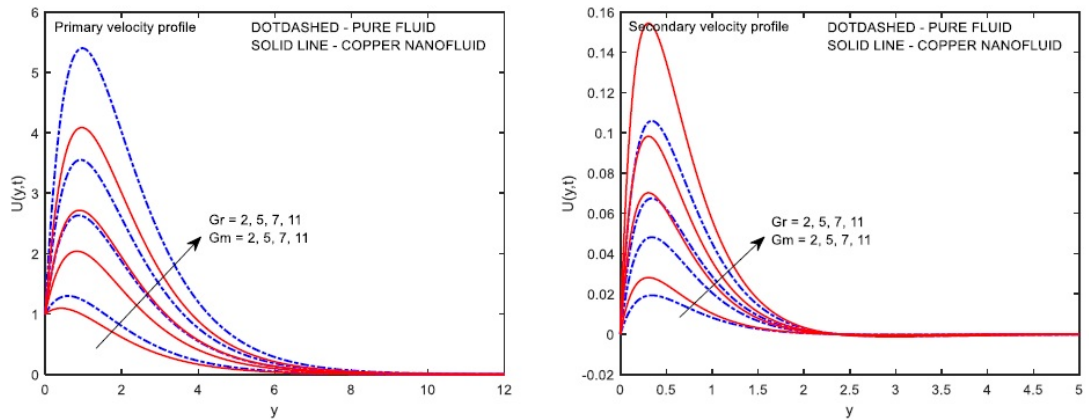 Primary velocity profile
DOTDASHED - PURE FLUID
SOLID LINE - COPPER NANOFLUID
Gr = 2, 5, 7, 11
Gm = 2, 5, 7, 11
U(y,t)
6
5
4
3
2
1
0
0 2 4 6 8 10 12
y
Secondary velocity profile
DOTDASHED - PURE FLUID
SOLID LINE - COPPER NANOFLUID
Gr = 2, 5, 7, 11
Gm = 2, 5, 7, 11
U(y,t)
0.16
0.14
0.12
0.1
0.08
0.06
0.04
0.02
0
-0.02
0 0.5 1 1.5 2 2.5 3 3.5 4 4.5 5
y